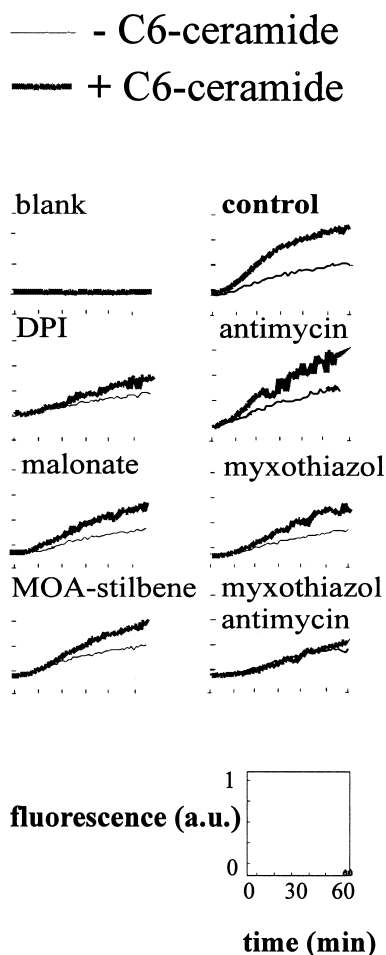 - C6-ceramide
+ C6-ceramide
blank
control
DPI
antimycin
malonate
myxothiazol
MOA-stilbene
myxothiazol
antimycin
1
fluorescence (a.u.)
0
0 30 60
time (min)